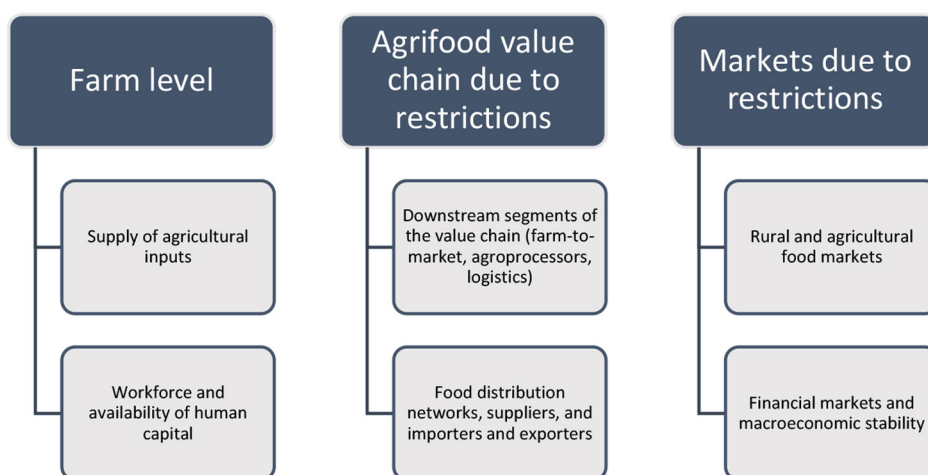 Farm level
Supply of agricultural
inputs
Workforce and
availability of human
capital
Agrifood value
chain due to
restrictions
Downstream segments of
the value chain (farm-to-
market, agroprocessors,
logistics)
Food distribution
networks, suppliers, and
importers and exporters
Markets due to
restrictions
Rural and agricultural
food markets
Financial markets and
macroeconomic stability